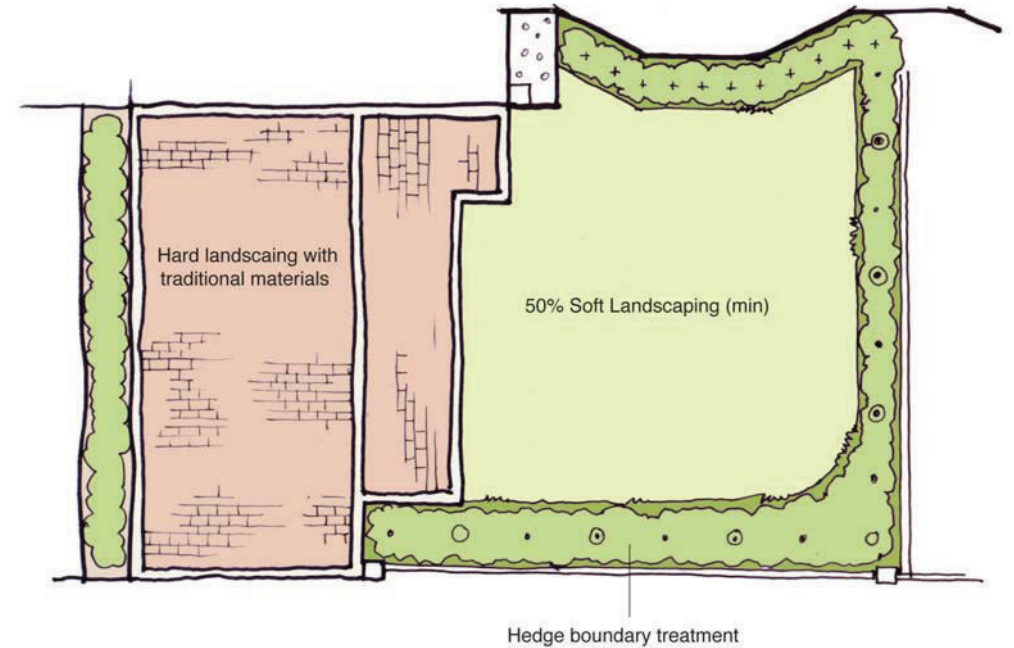 Hard landscaing with
traditional materials
50% Soft Landscaping (min)
Hedge boundary treatment